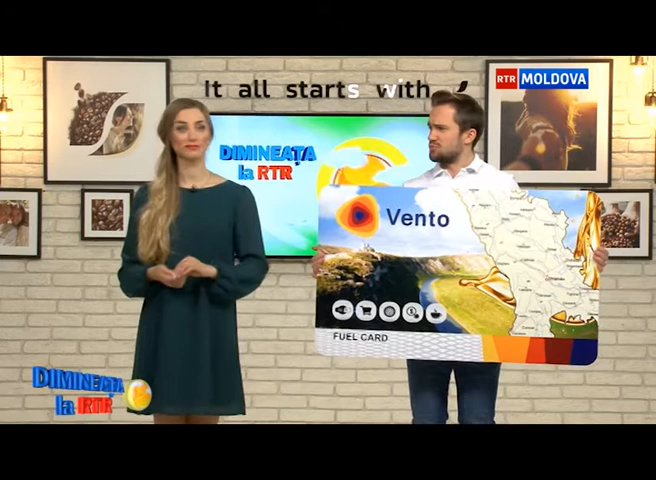 It all starts with
RTR MOLDOVA
DIMINEAȚA
la RTR
Vento
FUEL CARD
DIMINEAȚA
la RTR